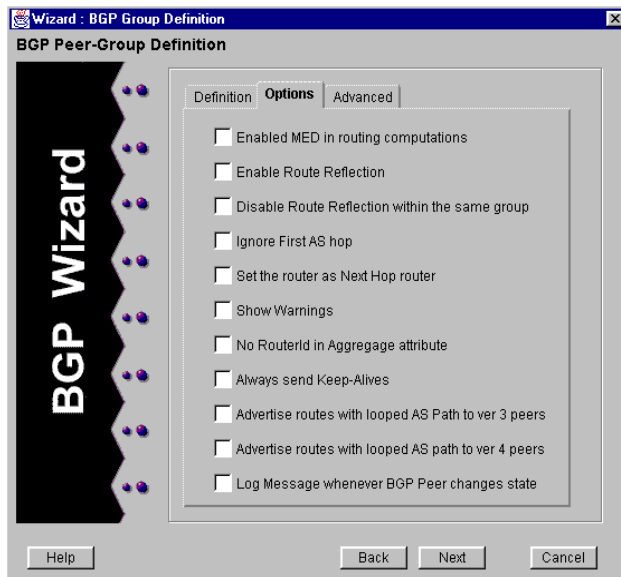 Wizard : BGP Group Definition
BGP Peer-Group Definition
BGP Wizard
Definition Options Advanced
Enabled MED in routing computations
Enable Route Reflection
Disable Route Reflection within the same group
Ignore First AS hop
Set the router as Next Hop router
Show Warnings
No RouterId in Aggregage attribute
Always send Keep-Alives
Advertise routes with looped AS Path to ver 3 peers
Advertise routes with looped AS path to ver 4 peers
Log Message whenever BGP Peer changes state
Help Back Next Cancel